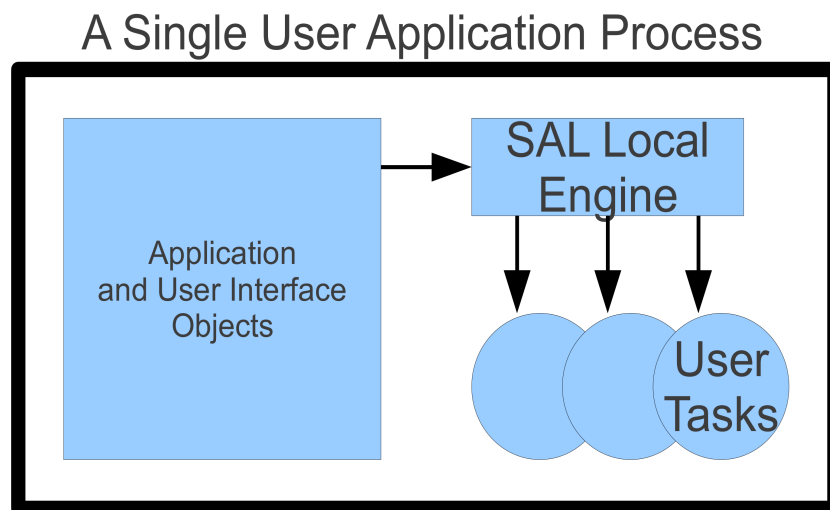 A Single User Application Process
SAL Local
Engine
Application
and User Interface
Objects
User
Tasks